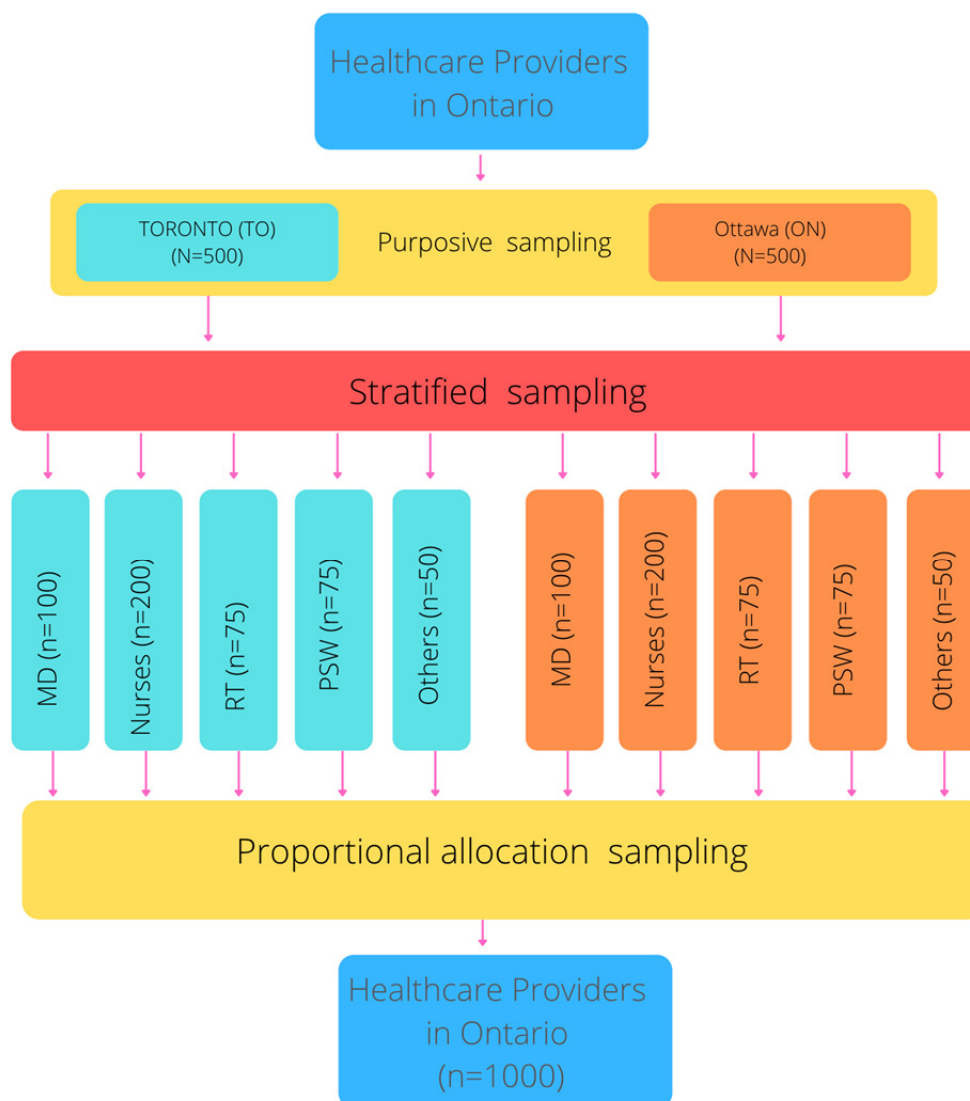 Healthcare Providers
in Ontario
TORONTO (TO)
(N=500)
Purposive sampling
Ottawa (ON)
(N=500)
Stratified sampling
MD (n=100)
Nurses (n=200)
RT (n=75)
PSW (n=75)
Others (n=50)
MD (n=100)
Nurses (n=200)
RT (n=75)
PSW (n=75)
Others (n=50)
Proportional allocation sampling
Healthcare Providers
in Ontario
(n=1000)